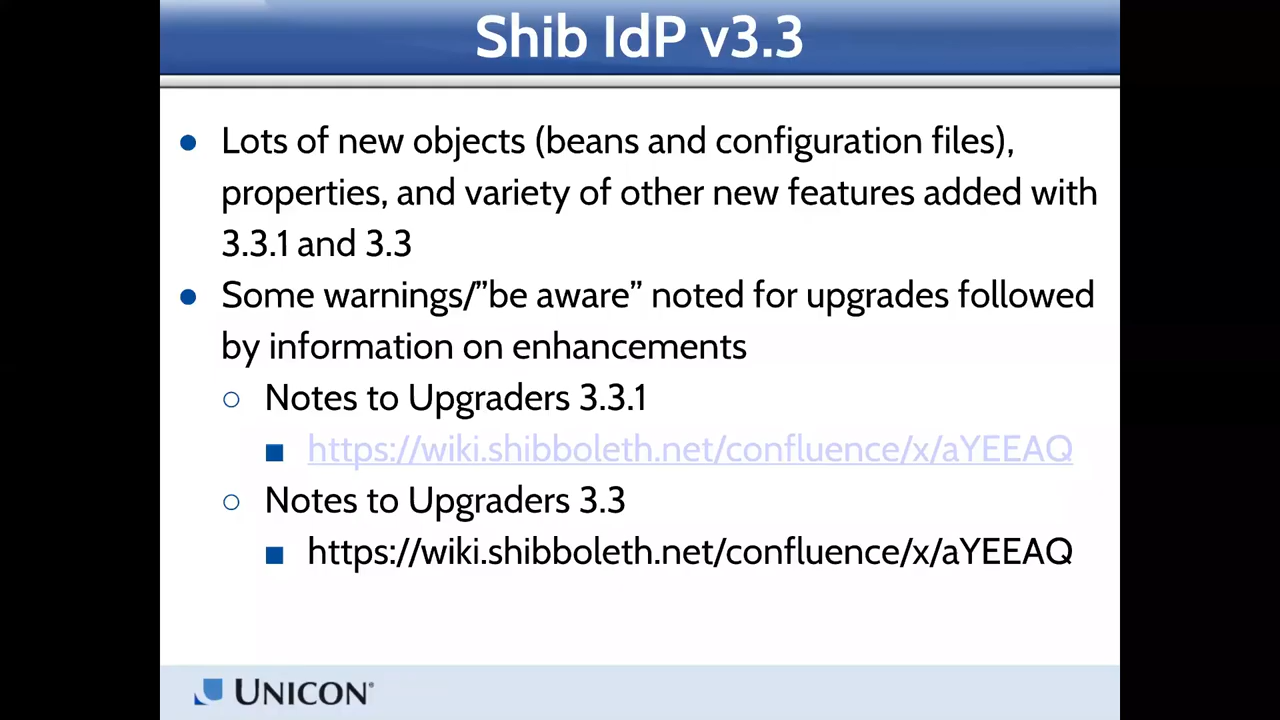 Shib IdP v3.3
● Lots of new objects (beans and configuration files),
properties, and variety of other new features added with
3.3.1 and 3.3
● Some warnings/”be aware” noted for upgrades followed
by information on enhancements
○ Notes to Upgraders 3.3.1
■ https://wiki.shibboleth.net/confluence/x/aYEEAQ
○ Notes to Upgraders 3.3
■ https://wiki.shibboleth.net/confluence/x/aYEEAQ
UNICON®